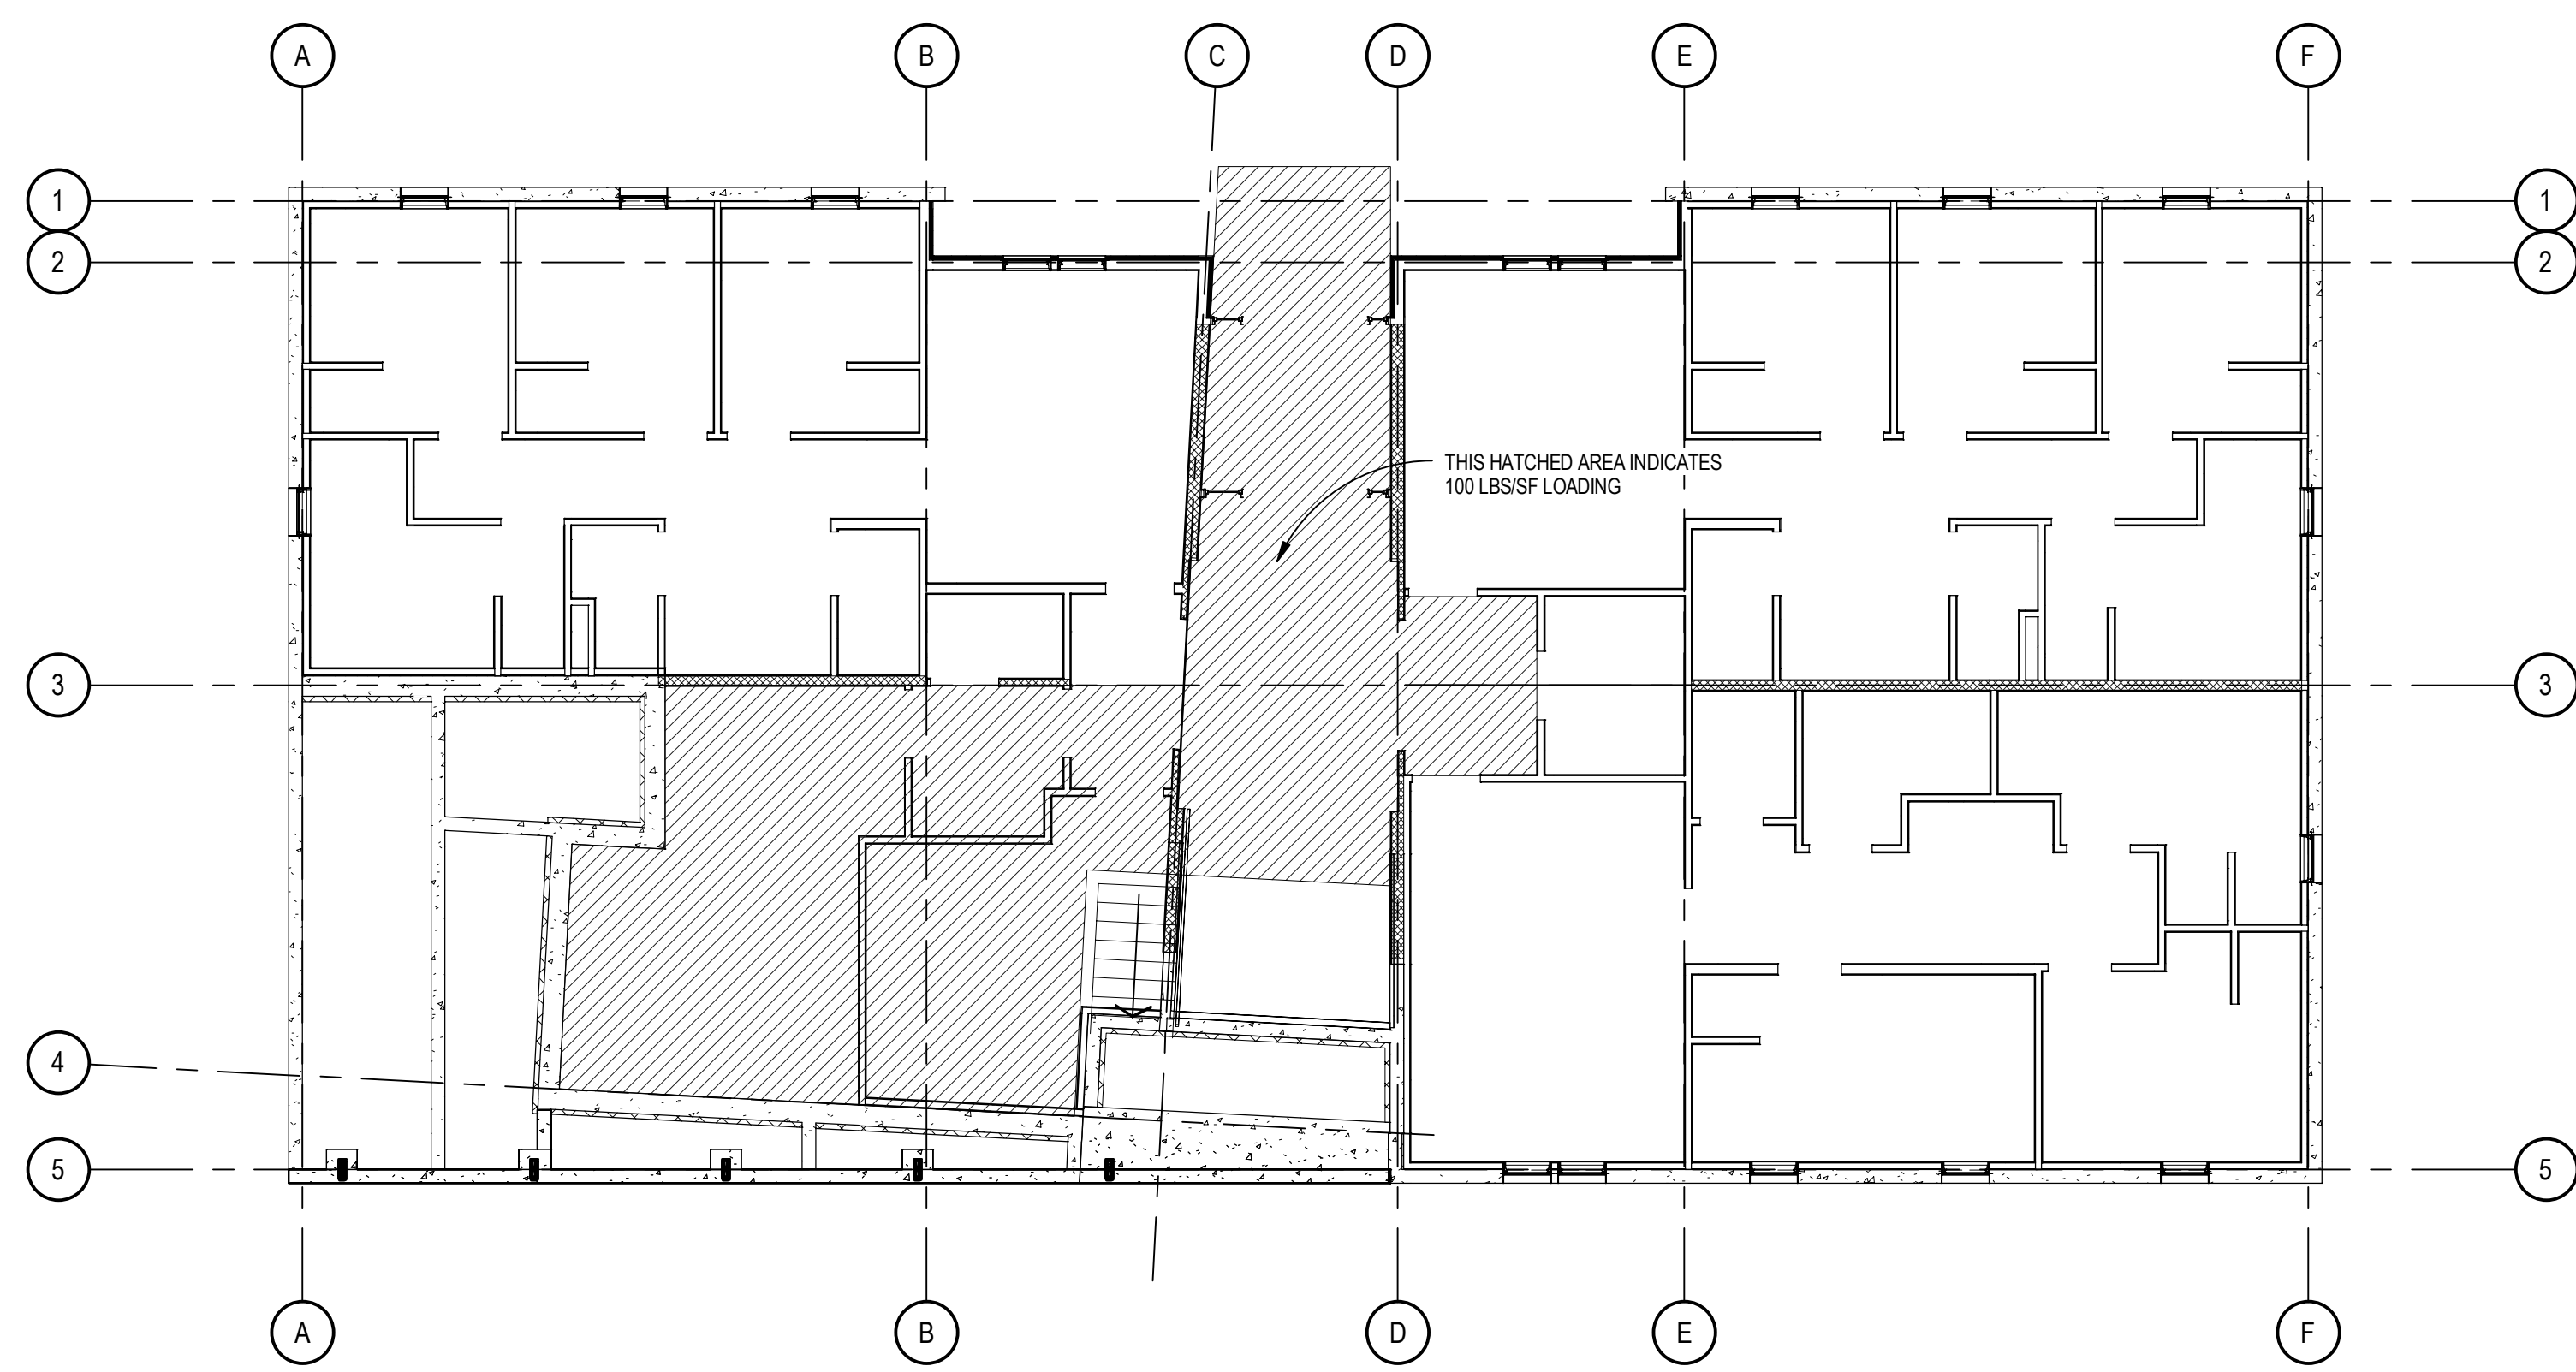 A
B
C
D
E
F
1
1
2
2
THIS HATCHED AREA INDICATES
100 LBS/SF LOADING
3
3
4
5
5
A
B
D
E
F